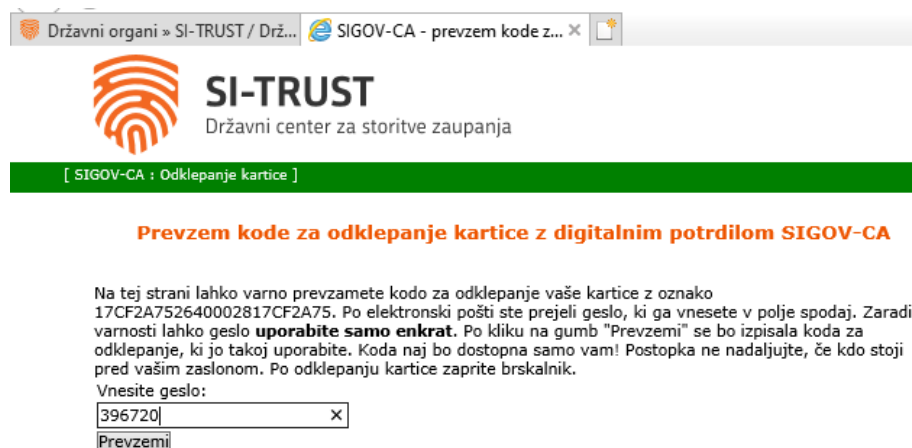 Državni organi » SI-TRUST / Drž...
SIGOV-CA - prevzem kode z...
SI-TRUST
Državni center za storitve zaupanja
[ SIGOV-CA : Odklepanje kartice ]
Prevzem kode za odklepanje kartice z digitalnim potrdilom SIGOV-CA
Na tej strani lahko varno prevzamete kodo za odklepanje vaše kartice z oznako
17CF2A752640002817CF2A75. Po elektronski pošti ste prejeli geslo, ki ga vnesete v polje spodaj. Zaradi
varnosti lahko geslo uporabite samo enkrat. Po kliku na gumb "Prevzemi" se bo izpisala koda za
odklepanje, ki jo takoj uporabite. Koda naj bo dostopna samo vam! Postopka ne nadaljujte, če kdo stoji
pred vašim zaslonom. Po odklepanju kartice zaprite brskalnik.
Vnesite geslo:
396720
Prevzemi